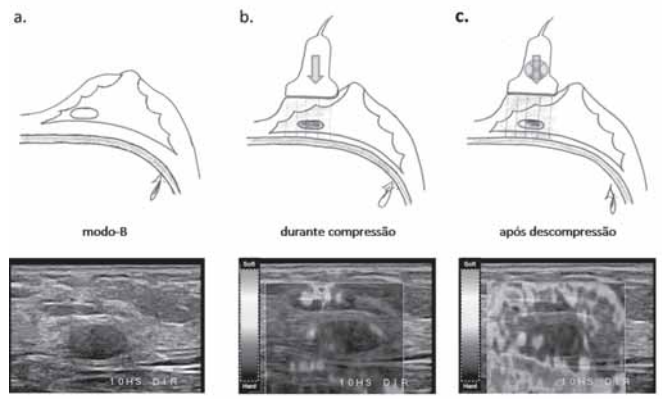 a.
b.
c.
modo-B
durante compressão
após descompressão
10HS DIR
Soft
Hard
10HS DIR
Soft
Hard
10HS DIR